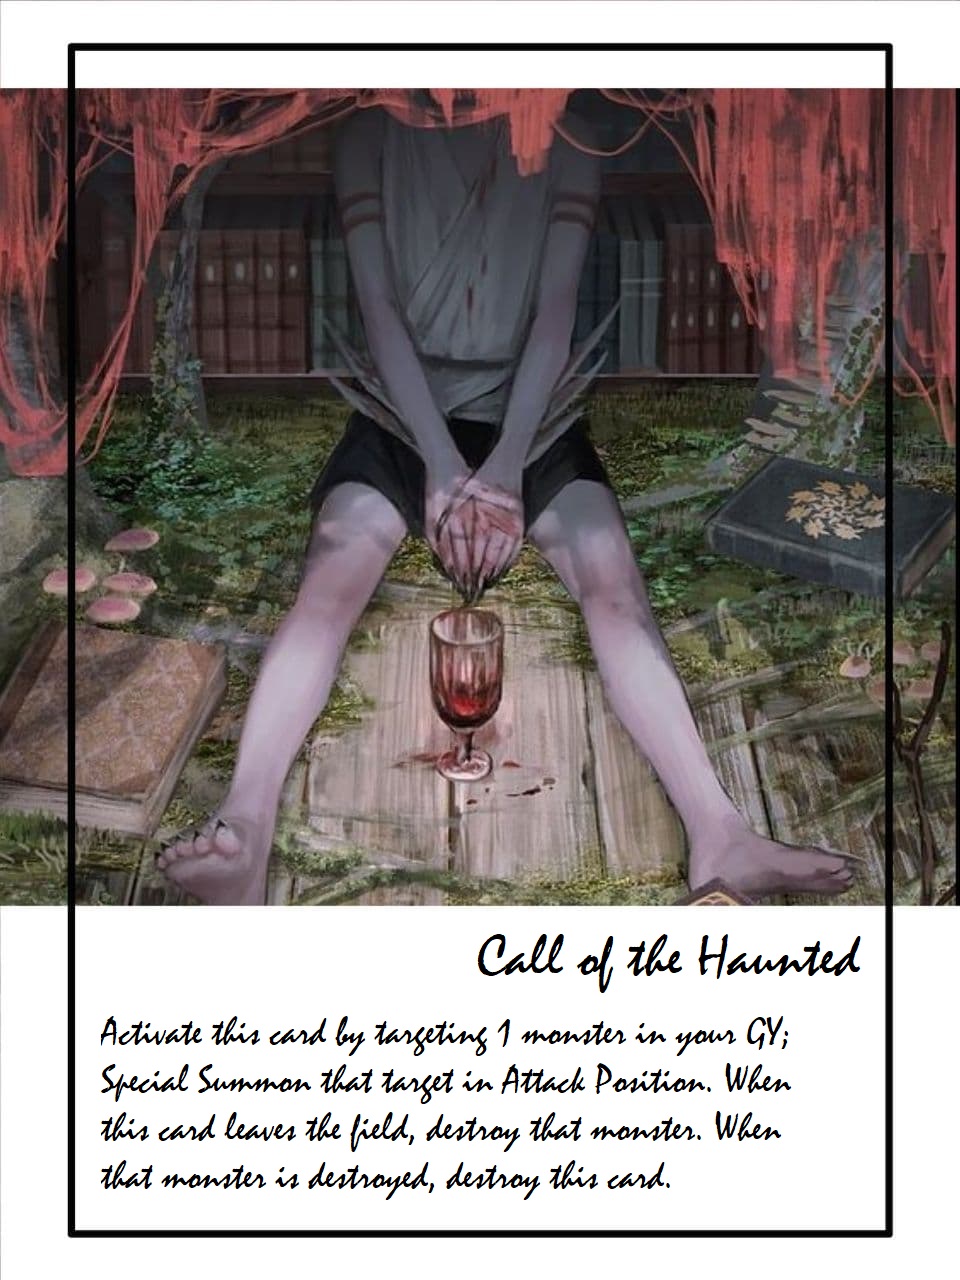 Call of the Haunted
Activate this card by targeting 1 monster in your GY;
Special Summon that target in Attack Position. When
this card leaves the field, destroy that monster. When
that monster is destroyed, destroy this card.